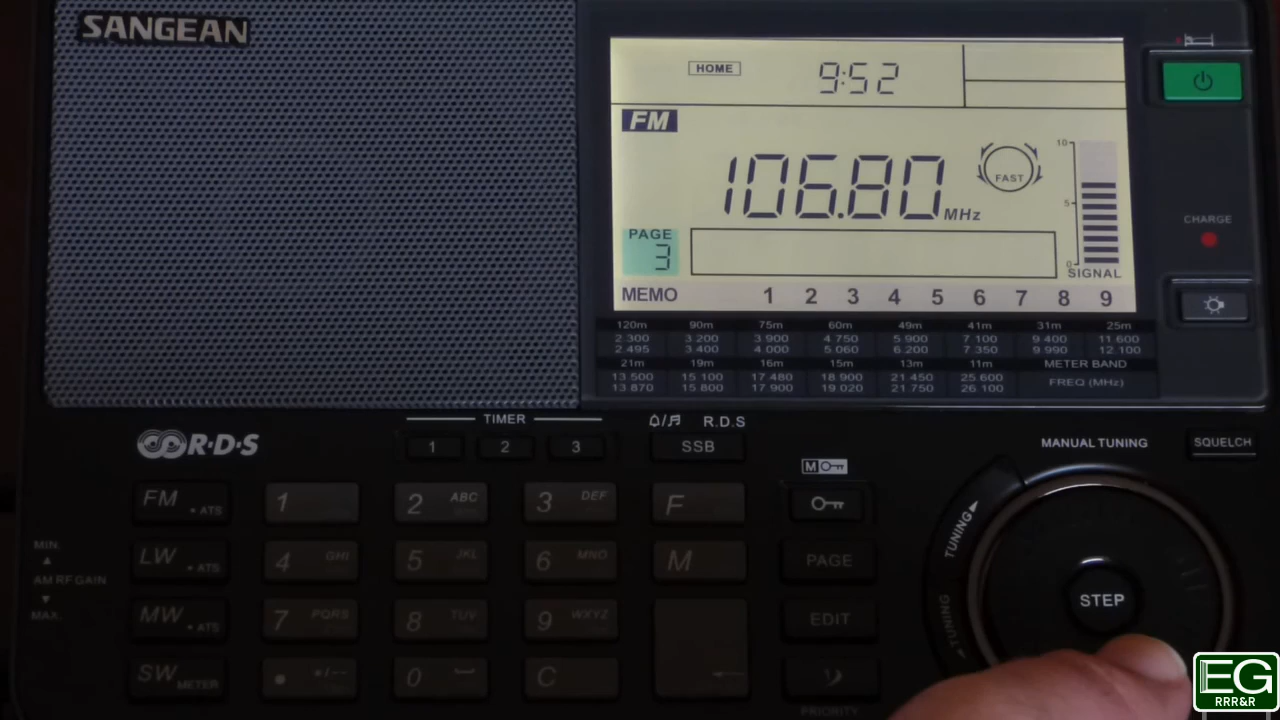 SANGEAN
HOME
9:52
FM
106.80 MHz
FAST
10
5
0
SIGNAL
PAGE
3
MEMO 1 2 3 4 5 6 7 8 9
CHARGE
120m 90m 75m 60m 49m 41m 31m 25m
2 300 3 200 3 900 4 750 5 900 7 100 9 400 11 600
2 495 3 400 4 000 5 060 6 200 7 350 9 990 12 100
21m 19m 16m 15m 13m 11m METER BAND
13 500 15 100 17 480 18 900 21 450 25 600 FREQ (MHz)
13 870 15 800 17 900 19 020 21 750 26 100
TIMER
1 2 3
R.D.S
SSB
R·D·S
MANUAL TUNING
SQUELCH
M
FM • ATS
1
2 ABC
3 DEF
F
LW • ATS
4 GHI
5 JKL
6 MNO
M
PAGE
MW • ATS
7 PQRS
8 TUV
9 WXYZ
EDIT
SW METER
• */--
0
C
PRIORITY
MIN.
AM RF GAIN
MAX.
TUNING
TUNING
STEP
EG
RRR&R